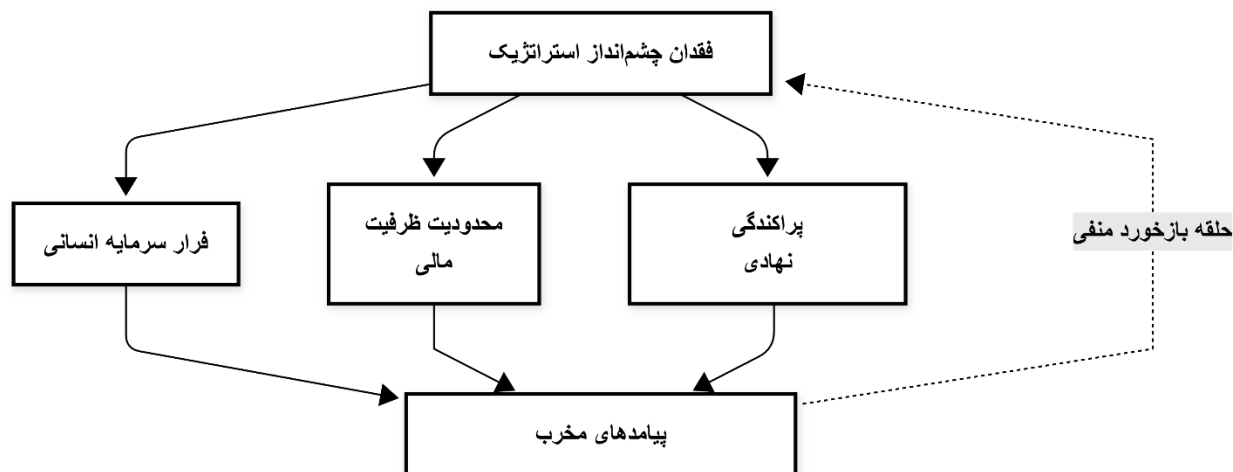 فقدان چشم‌انداز استراتژیک
پراکندگی
نهادی
محدودیت ظرفیت
مالی
فرار سرمایه انسانی
حلقه بازخورد منفی
پیامدهای مخرب